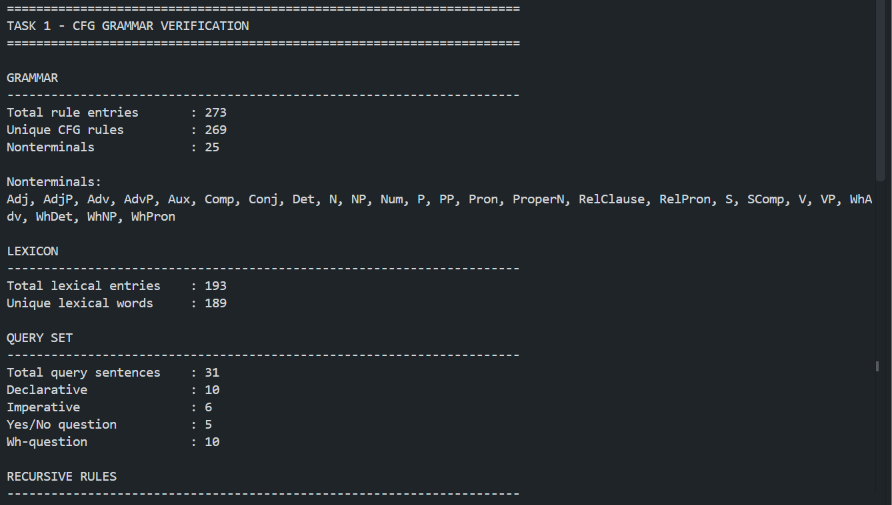 ======================================================================
TASK 1 - CFG GRAMMAR VERIFICATION
======================================================================
GRAMMAR
----------------------------------------------------------------------
Total rule entries       : 273
Unique CFG rules         : 269
Nonterminals             : 25
Nonterminals:
Adj, AdjP, Adv, AdvP, Aux, Comp, Conj, Det, N, NP, Num, P, PP, Pron, ProperN, RelClause, RelPron, S, SComp, V, VP, WhA
dv, WhDet, WhNP, WhPron
LEXICON
----------------------------------------------------------------------
Total lexical entries    : 193
Unique lexical words     : 189
QUERY SET
----------------------------------------------------------------------
Total query sentences    : 31
Declarative              : 10
Imperative               : 6
Yes/No question          : 5
Wh-question              : 10
RECURSIVE RULES
----------------------------------------------------------------------